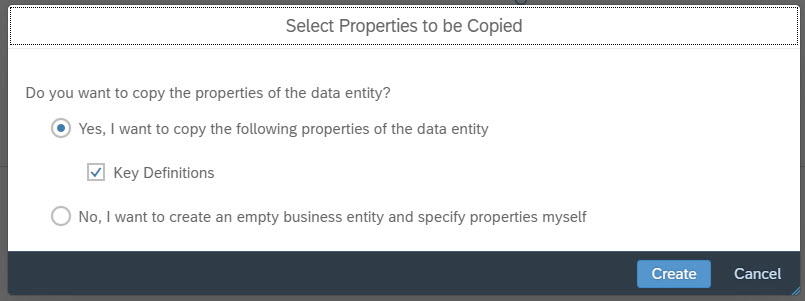 Select Properties to be Copied
Do you want to copy the properties of the data entity?
Yes, I want to copy the following properties of the data entity
Key Definitions
No, I want to create an empty business entity and specify properties myself
Create Cancel